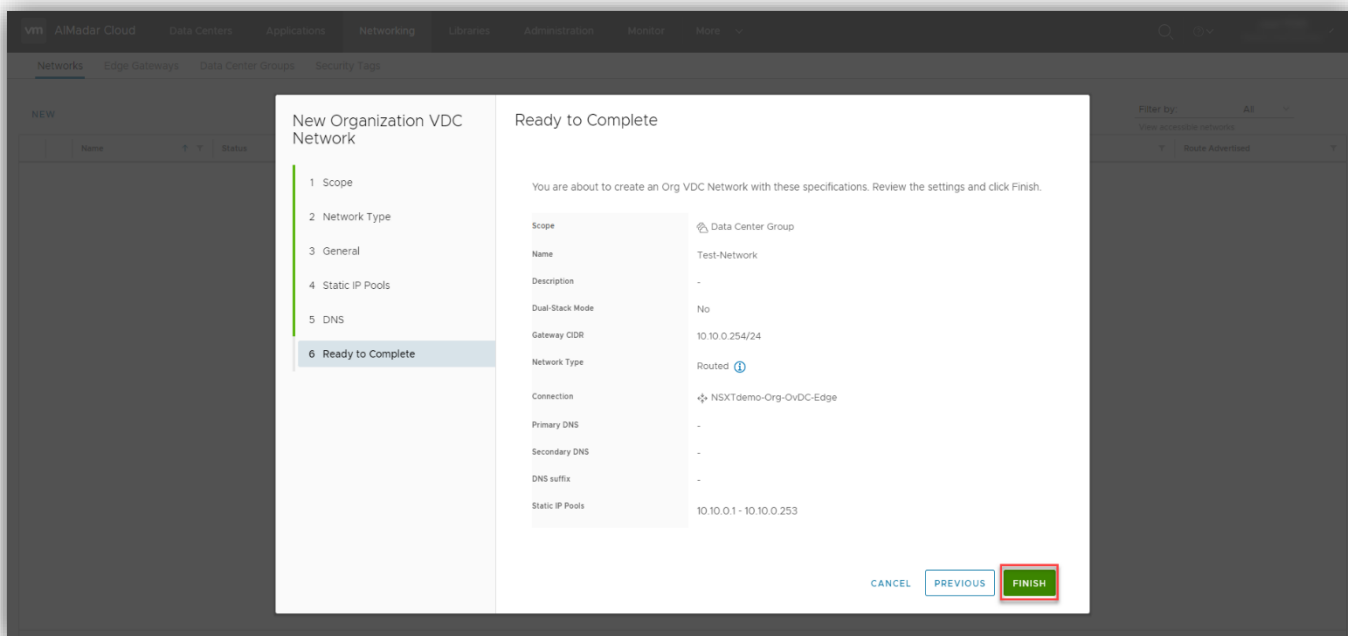 vm AlMadar Cloud Data Centers Applications Networking Libraries Administration Monitor More
Networks Edge Gateways Data Center Groups Security Tags
NEW
Filter by: All
View accessible networks
Name Status Route Advertised
New Organization VDC
Network
1 Scope
2 Network Type
3 General
4 Static IP Pools
5 DNS
6 Ready to Complete
Ready to Complete
You are about to create an Org VDC Network with these specifications. Review the settings and click Finish.
Scope Data Center Group
Name Test-Network
Description -
Dual-Stack Mode No
Gateway CIDR 10.10.0.254/24
Network Type Routed
Connection NSXTdemo-Org-OvDC-Edge
Primary DNS -
Secondary DNS -
DNS suffix -
Static IP Pools 10.10.0.1 - 10.10.0.253
CANCEL PREVIOUS FINISH